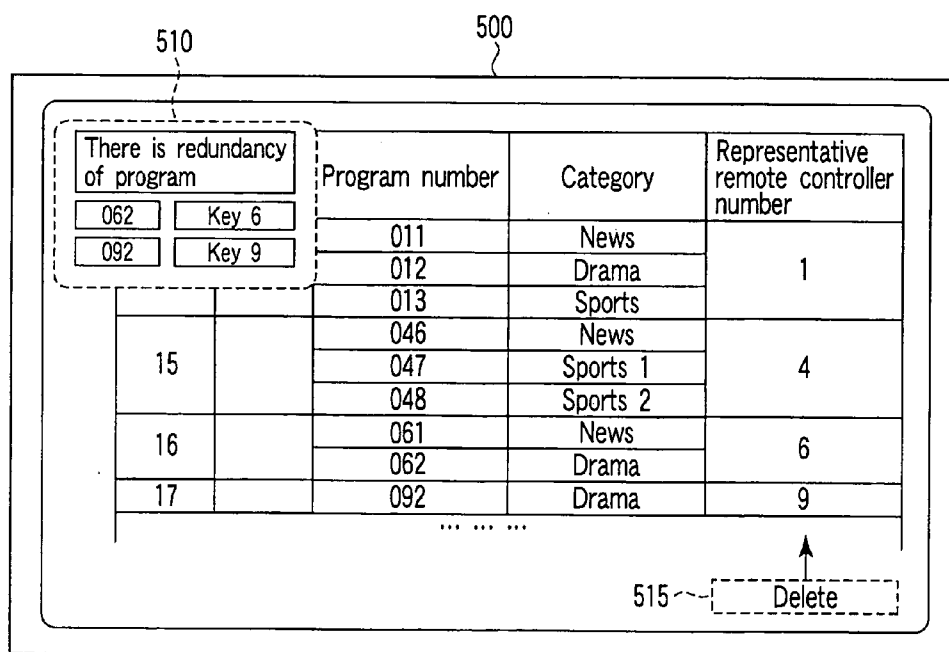 510
500
There is redundancy
of program
062 Key 6
092 Key 9
Program number Category Representative
remote controller
number
011 News 1
012 Drama
013 Sports
15 046 News 4
047 Sports 1
048 Sports 2
16 061 News 6
062 Drama
17 092 Drama 9
... ... ...
515 Delete